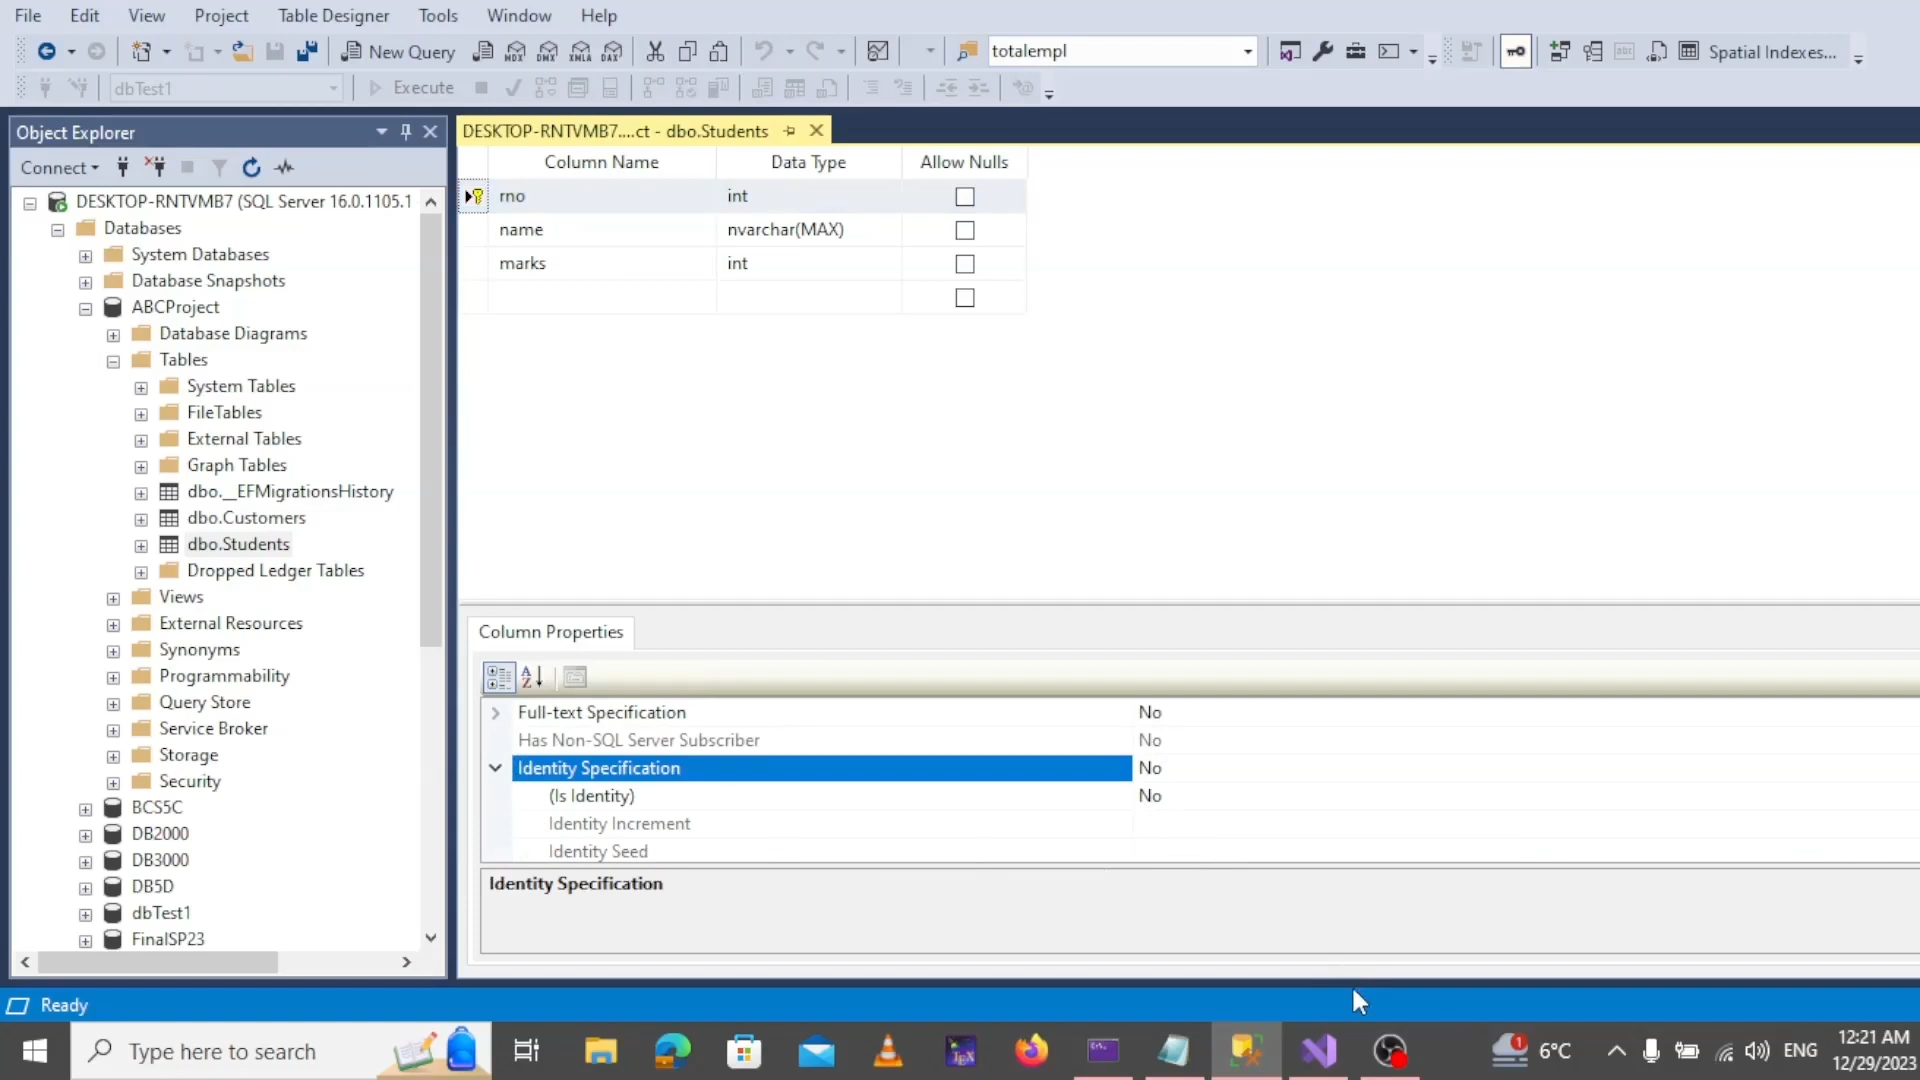 File Edit View Project Table Designer Tools Window Help
New Query MDX DMX XMLA DAX totalempl Spatial Indexes...
dbTest1 Execute
Object Explorer
Connect
DESKTOP-RNTVMB7 (SQL Server 16.0.1105.1
Databases
System Databases
Database Snapshots
ABCProject
Database Diagrams
Tables
System Tables
FileTables
External Tables
Graph Tables
dbo.__EFMigrationsHistory
dbo.Customers
dbo.Students
Dropped Ledger Tables
Views
External Resources
Synonyms
Programmability
Query Store
Service Broker
Storage
Security
BCS5C
DB2000
DB3000
DB5D
dbTest1
FinalSP23
DESKTOP-RNTVMB7....ct - dbo.Students
Column Name Data Type Allow Nulls
rno int
name nvarchar(MAX)
marks int
Column Properties
Full-text Specification No
Has Non-SQL Server Subscriber No
Identity Specification No
(Is Identity) No
Identity Increment
Identity Seed
Identity Specification
Ready
Type here to search
1 6°C ENG 12:21 AM
12/29/2023